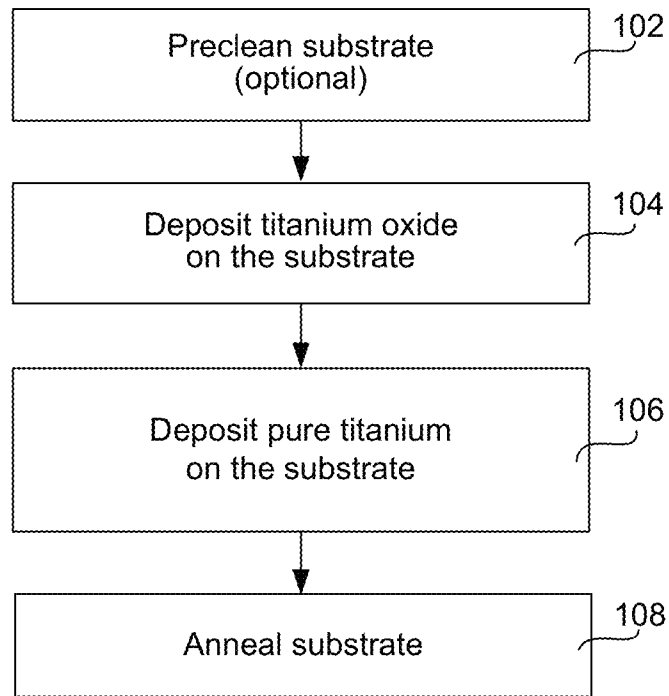 Preclean substrate
(optional)
102
Deposit titanium oxide
on the substrate
104
Deposit pure titanium
on the substrate
106
Anneal substrate
108